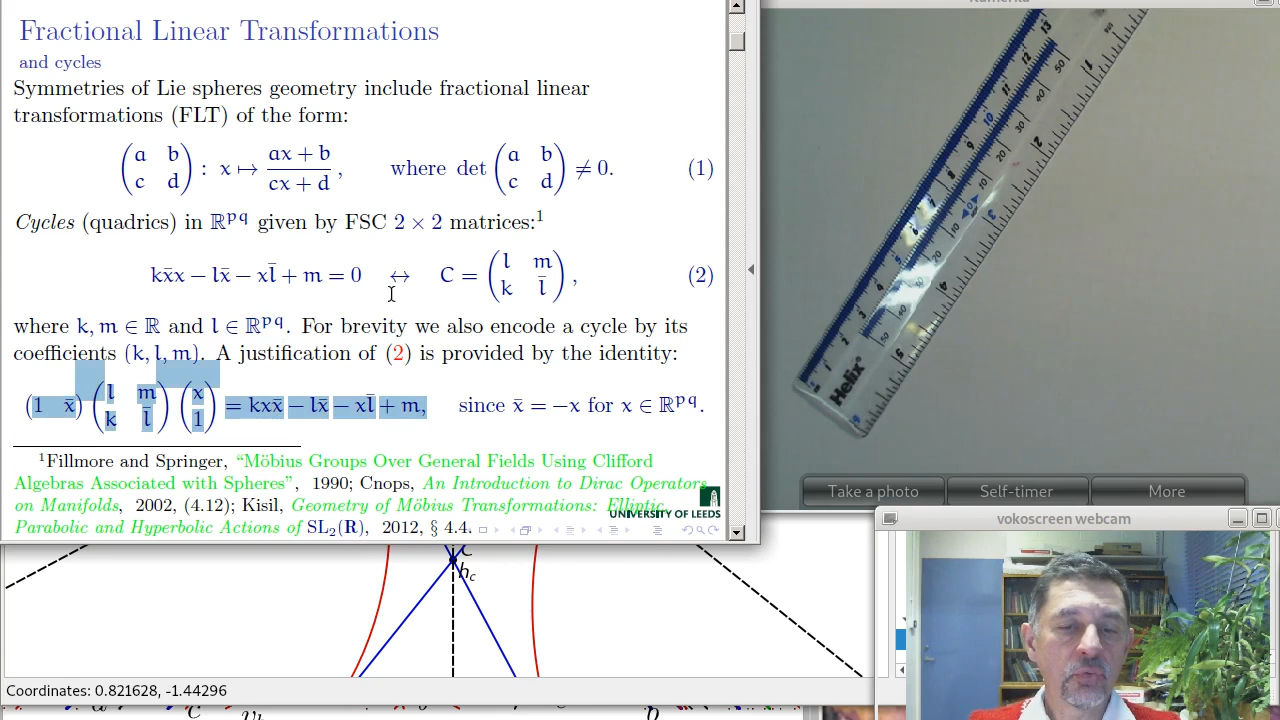 Fractional Linear Transformations
and cycles
Symmetries of Lie spheres geometry include fractional linear
transformations (FLT) of the form:
(a b; c d) : x ↦ (ax + b)/(cx + d), where det (a b; c d) ≠ 0. (1)
Cycles (quadrics) in ℝ^{pq} given by FSC 2 × 2 matrices:¹
kx̄x − lx̄ − xl̄ + m = 0 ↔ C = (l m; k l̄), (2)
where k, m ∈ ℝ and l ∈ ℝ^{pq}. For brevity we also encode a cycle by its
coefficients (k, l, m). A justification of (2) is provided by the identity:
(1 x̄) (l m; k l̄) (x; 1) = kxx̄ − lx̄ − xl̄ + m, since x̄ = −x for x ∈ ℝ^{pq}.
¹Fillmore and Springer, “Möbius Groups Over General Fields Using Clifford
Algebras Associated with Spheres”, 1990; Cnops, An Introduction to Dirac Operators
on Manifolds, 2002, (4.12); Kisil, Geometry of Möbius Transformations: Elliptic,
Parabolic and Hyperbolic Actions of SL₂(R), 2012, § 4.4.
UNIVERSITY OF LEEDS
h_c
Coordinates: 0.821628, -1.44296
Helix
Take a photo
Self-timer
More
vokoscreen webcam